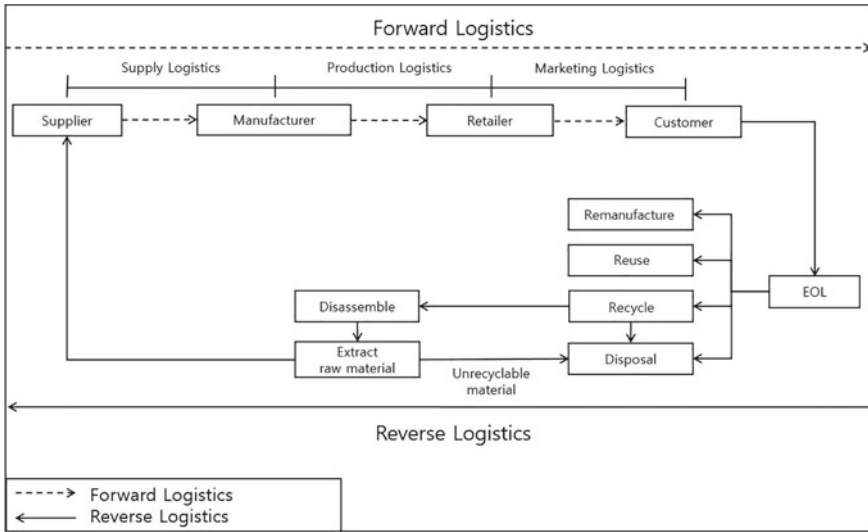 Forward Logistics
Supply Logistics
Production Logistics
Marketing Logistics
Supplier
Manufacturer
Retailer
Customer
Remanufacture
Reuse
EOL
Disassemble
Recycle
Extract
raw material
Unrecyclable
material
Disposal
Reverse Logistics
Forward Logistics
Reverse Logistics